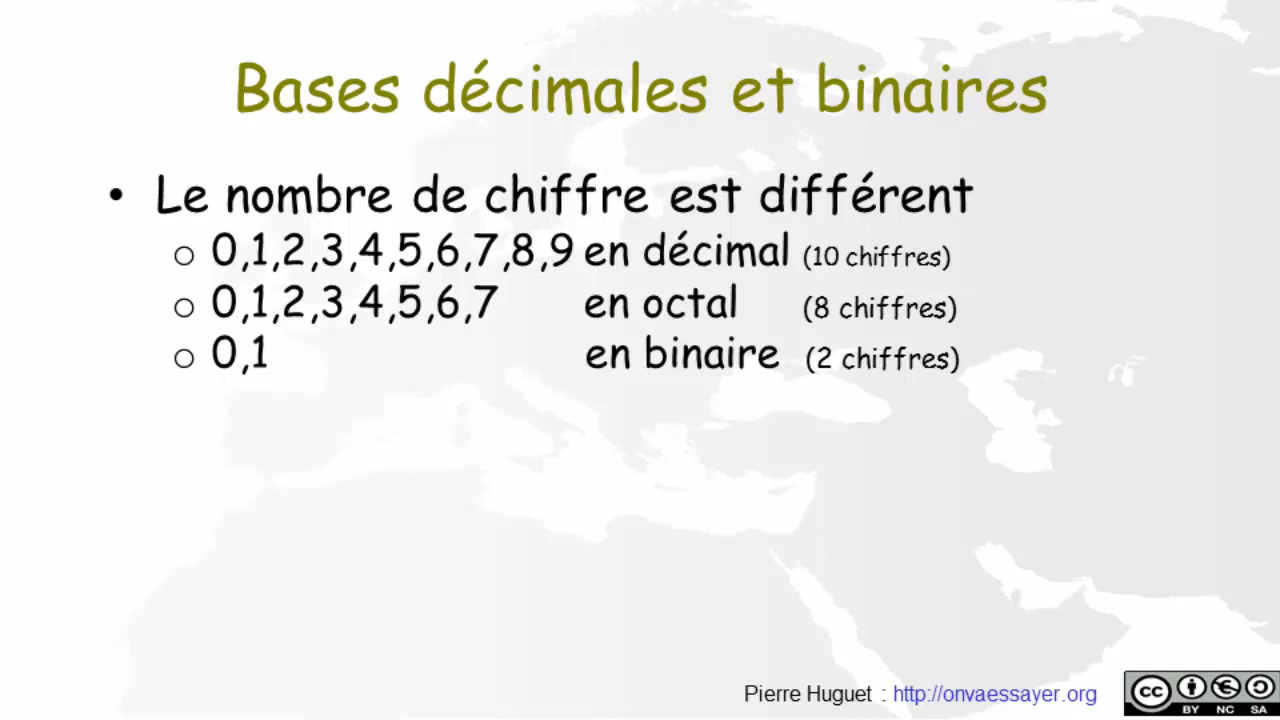 Bases décimales et binaires
• Le nombre de chiffre est différent
o 0,1,2,3,4,5,6,7,8,9 en décimal (10 chiffres)
o 0,1,2,3,4,5,6,7 en octal (8 chiffres)
o 0,1 en binaire (2 chiffres)
Pierre Huguet : http://onvaessayer.org
cc BY NC SA